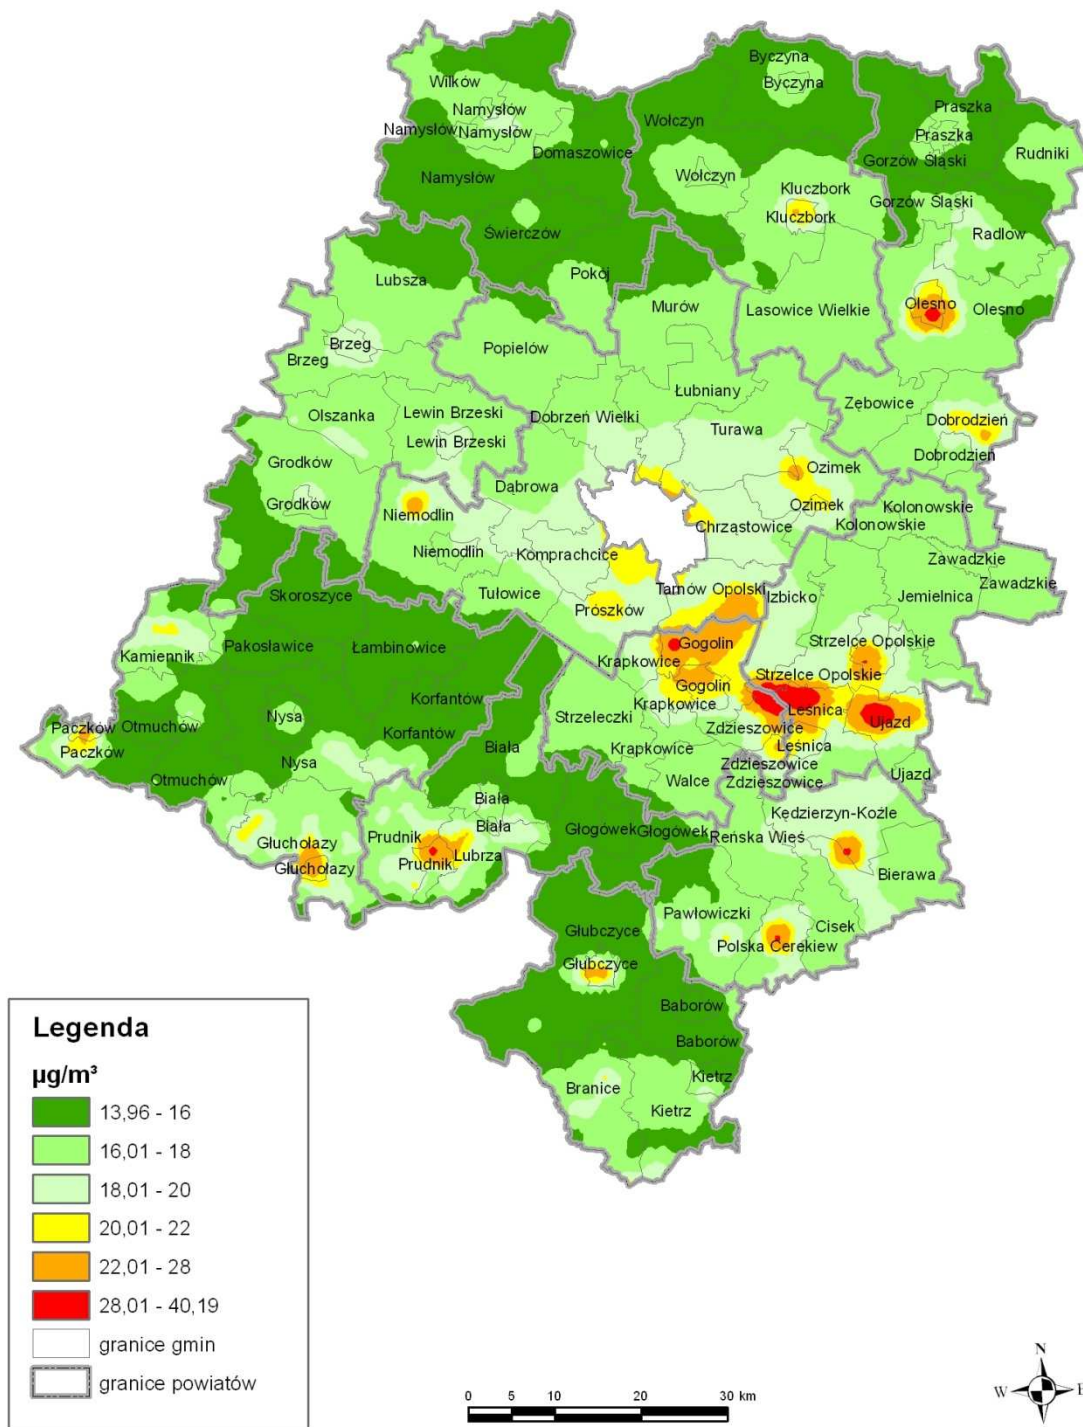 Byczyna
Byczyna
Wilków
Namysłów
Namysłów
Namysłów
Praszka
Wołczyn
Praszka
Domaszowice
Rudniki
Gorzów Śląski
Namysłów
Wołczyn
Kluczbork
Gorzów Śląski
Kluczbork
Świerczów
Radłow
Pokój
Lubsza
Olesno
Murów
Lasowice Wielkie
Olesno
Brzeg
Popielów
Brzeg
Łubniany
Zębowice
Olszanka
Lewin Brzeski
Dobrzeń Wielki
Dobrodzień
Turawa
Lewin Brzeski
Dobrodzień
Grodków
Ozimek
Dąbrowa
Grodków
Ozimek
Kolonowskie
Niemodlin
Chrząstowice
Kolonowskie
Niemodlin
Komprachcice
Zawadzkie
Zawadzkie
Skoroszyce
Tułowice
Tarnów Opolski
Izbicko
Jemielnica
Prószków
Pakosławice
Łambinowice
Gogolin
Strzelce Opolskie
Kamiennik
Krapkowice
Strzelce Opolskie
Korfantów
Gogolin
Krapkowice
Leśnica
Nysa
Strzeleczki
Ujazd
Paczków
Otmuchów
Zdzieszowice
Korfantów
Paczków
Biała
Krapkowice
Leśnica
Nysa
Zdzieszowice
Ujazd
Otmuchów
Walce
Zdzieszowice
Biała
Kędzierzyn-Koźle
Biała
Głogówek
Głogówek
Reńska Wieś
Prudnik
Głuchołazy
Lubrza
Prudnik
Głuchołazy
Bierawa
Pawłowiczki
Cisek
Głubczyce
Polska Cerekiew
Głubczyce
Baborów
Baborów
Kietrz
Branice
Kietrz
Legenda
µg/m³
13,96 - 16
16,01 - 18
18,01 - 20
20,01 - 22
22,01 - 28
28,01 - 40,19
granice gmin
granice powiatów
0 5 10 20 30 km
N
W E
S